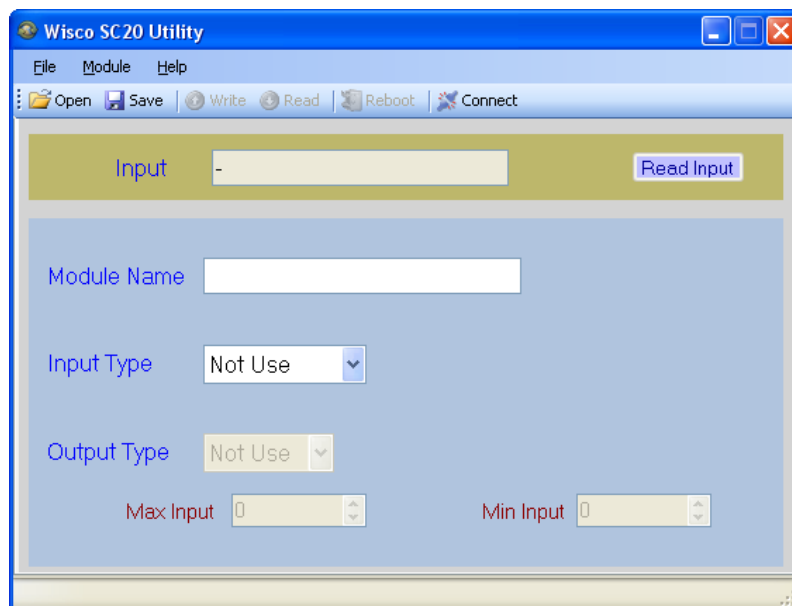 Wisco SC20 Utility
File Module Help
Open Save Write Read Reboot Connect
Input - Read Input
Module Name
Input Type Not Use
Output Type Not Use
Max Input 0 Min Input 0